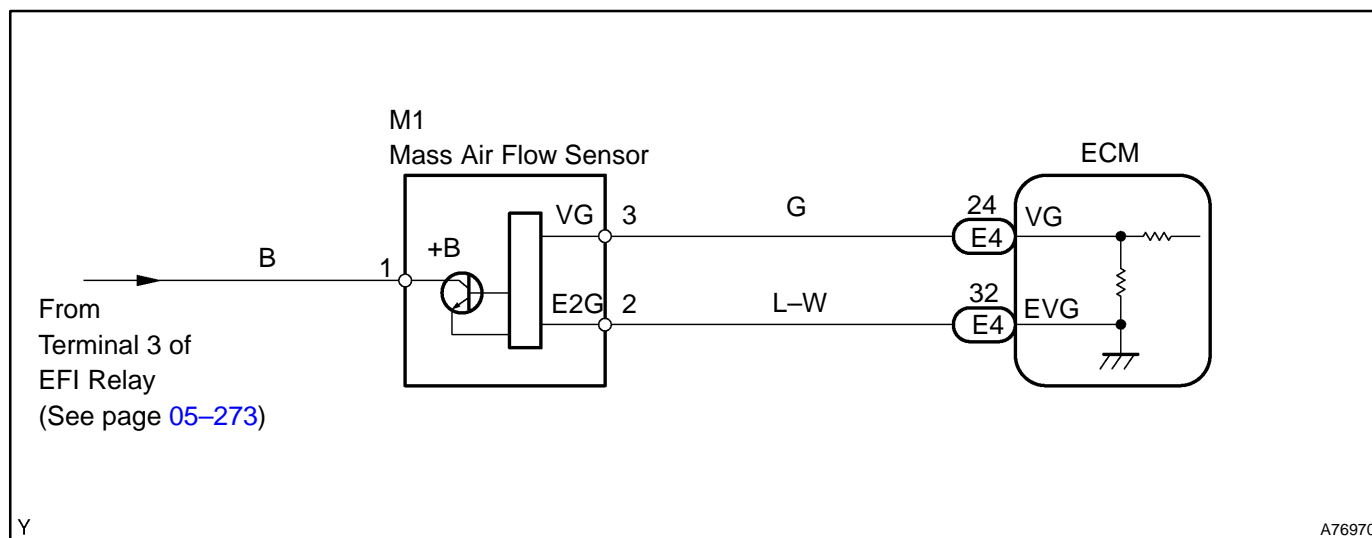 M1
Mass Air Flow Sensor
ECM
VG
3
G
24
E4
VG
+B
B
1
E2G
2
L–W
32
E4
EVG
From
Terminal 3 of
EFI Relay
(See page 05–273)
Y
A76970